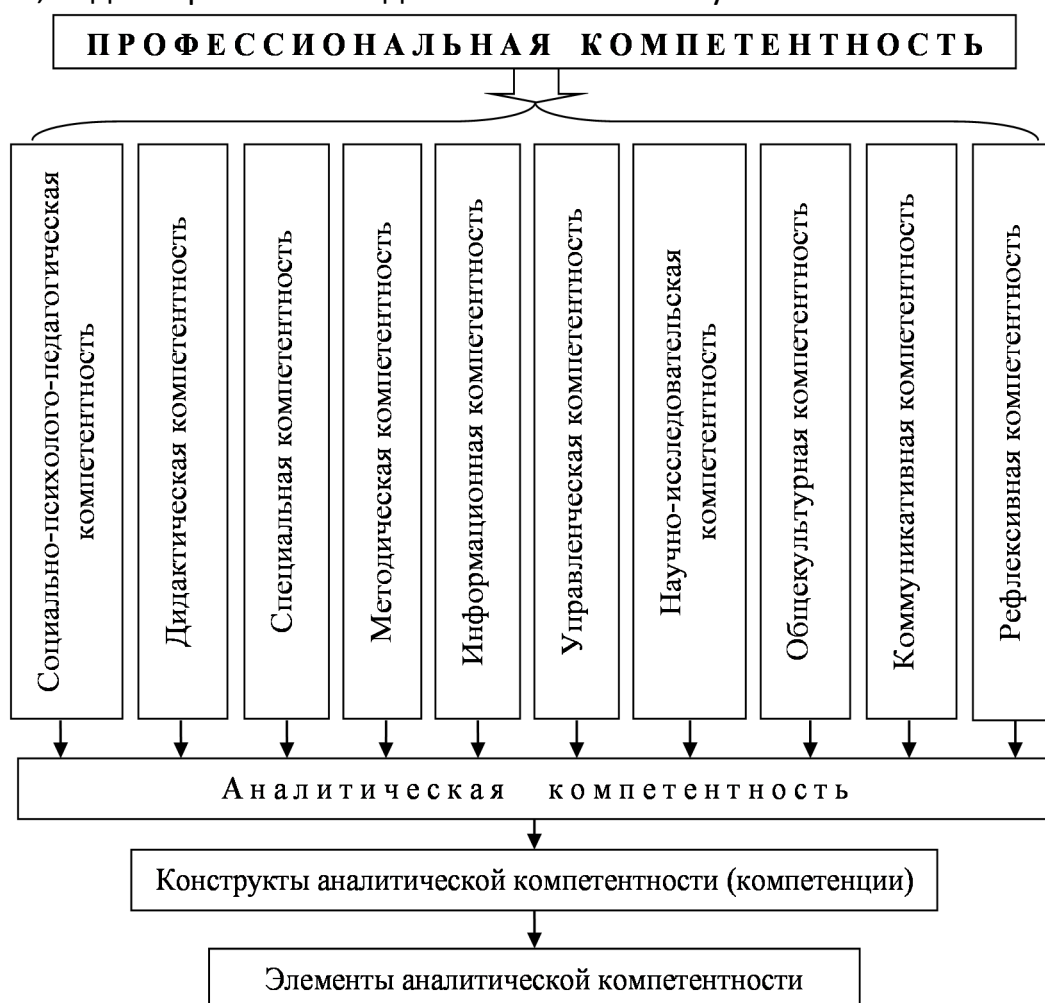 ПРОФЕССИОНАЛЬНАЯ КОМПЕТЕНТНОСТЬ
Социально-психолого-педагогическая
компетентность
Дидактическая компетентность
Специальная компетентность
Методическая компетентность
Информационная компетентность
Управленческая компетентность
Научно-исследовательская
компетентность
Общекультурная компетентность
Коммуникативная компетентность
Рефлексивная компетентность
Аналитическая компетентность
Конструкты аналитической компетентности (компетенции)
Элементы аналитической компетентности